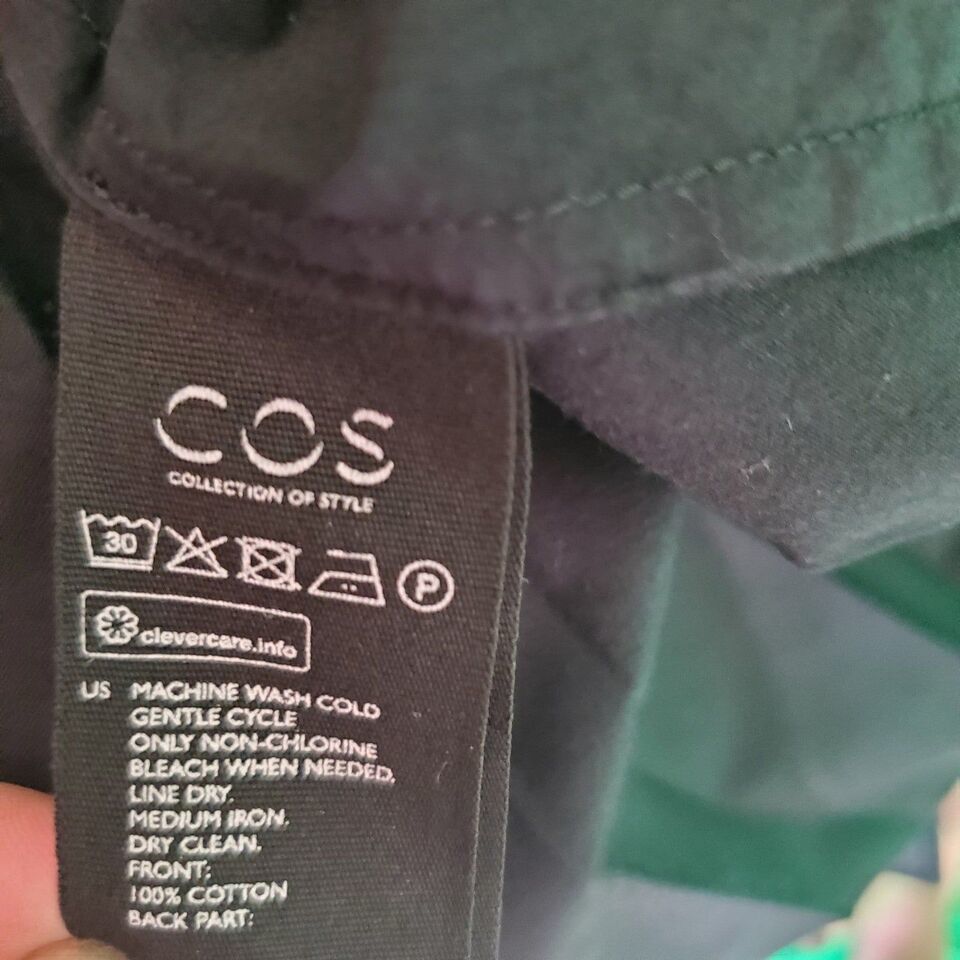 COS
COLLECTION OF STYLE
30
P
clevercare.info
US MACHINE WASH COLD
GENTLE CYCLE
ONLY NON-CHLORINE
BLEACH WHEN NEEDED.
LINE DRY.
MEDIUM IRON.
DRY CLEAN.
FRONT:
100% COTTON
BACK PART: